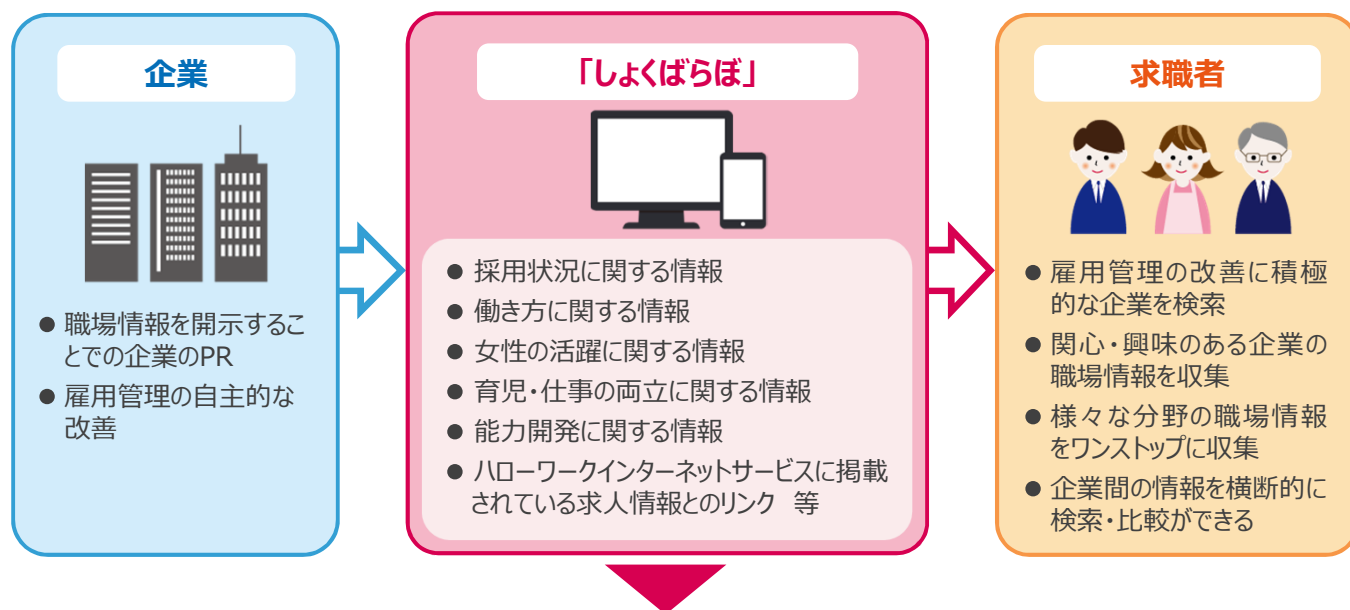 企業
● 職場情報を開示するこ
とでの企業のPR
● 雇用管理の自主的な
改善
「しょくばらぼ」
● 採用状況に関する情報
● 働き方に関する情報
● 女性の活躍に関する情報
● 育児・仕事の両立に関する情報
● 能力開発に関する情報
● ハローワークインターネットサービスに掲載
されている求人情報とのリンク 等
求職者
● 雇用管理の改善に積極
的な企業を検索
● 関心・興味のある企業の
職場情報を収集
● 様々な分野の職場情報
をワンストップに収集
● 企業間の情報を横断的に
検索・比較ができる